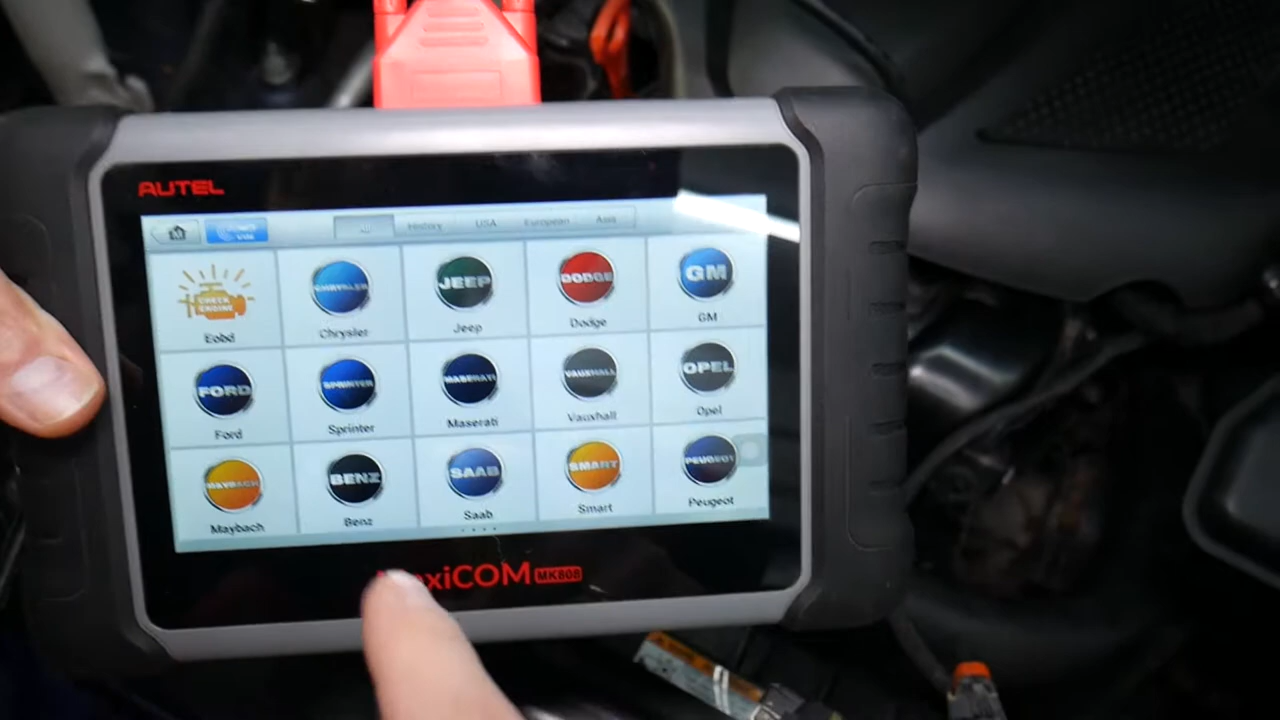 AUTEL
History USA European Asia
CHECK ENGINE CHRYSLER JEEP DODGE GM
Eobd Chrysler Jeep Dodge GM
FORD SPRINTER MASERATI VAUXHALL OPEL
Ford Sprinter Maserati Vauxhall Opel
MAYBACH BENZ SAAB SMART PEUGEOT
Maybach Benz Saab Smart Peugeot
axiCOM MK808